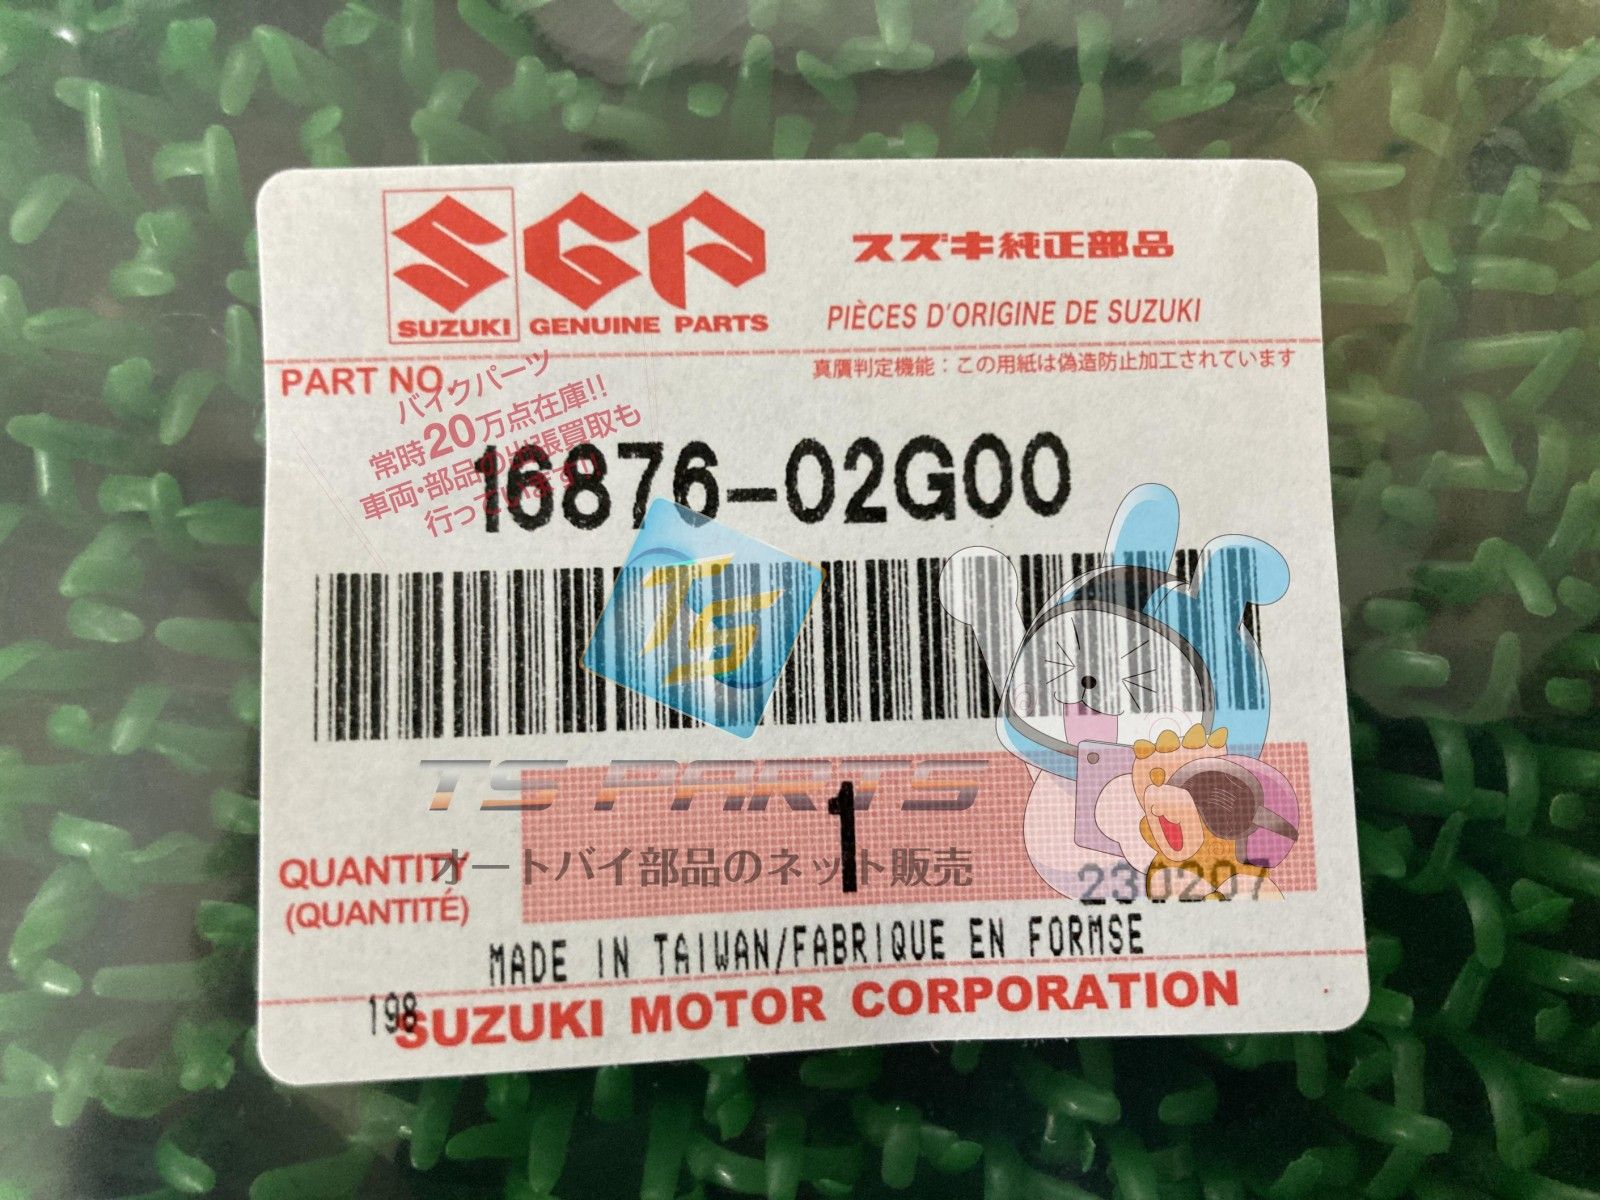 SUZUKI
SGP
GENUINE PARTS
スズキ純正部品
PIÈCES D'ORIGINE DE SUZUKI
真贋判定機能：この用紙は偽造防止加工されています
PART NO.
バイクパーツ
常時20万点在庫!!
車両・部品の出張買取も
行っています!!
16876-02G00
TS
TS PARTS
オートバイ部品のネット販売
QUANTITY
(QUANTITÉ)
1
230207
MADE IN TAIWAN/FABRIQUE EN FORMSE
198
SUZUKI MOTOR CORPORATION